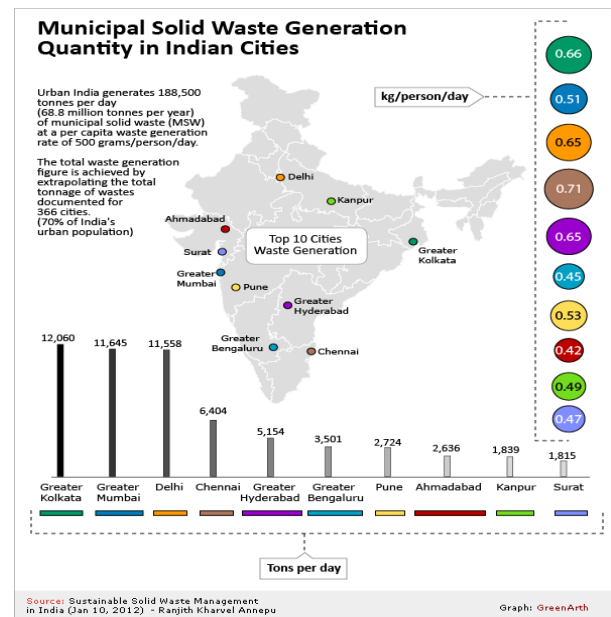 Municipal Solid Waste Generation
Quantity in Indian Cities
Urban India generates 188,500
tonnes per day
(68.8 million tonnes per year)
of municipal solid waste (MSW)
at a per capita waste generation
rate of 500 grams/person/day.
The total waste generation
figure is achieved by
extrapolating the total
tonnage of wastes
documented for
366 cities.
(70% of India's
urban population)
kg/person/day
0.66
0.51
0.65
0.71
0.65
0.45
0.53
0.42
0.49
0.47
Delhi
Kanpur
Ahmadabad
Surat
Greater
Mumbai
Pune
Top 10 Cities
Waste Generation
Greater
Kolkata
Greater
Hyderabad
Greater
Bengaluru
Chennai
12,060
11,645
11,558
6,404
5,154
3,501
2,724
2,636
1,839
1,815
Greater
Kolkata
Greater
Mumbai
Delhi
Chennai
Greater
Hyderabad
Greater
Bengaluru
Pune
Ahmadabad
Kanpur
Surat
Tons per day
Source: Sustainable Solid Waste Management
in India (Jan 10, 2012) - Ranjith Kharvel Annepu
Graph: GreenArth